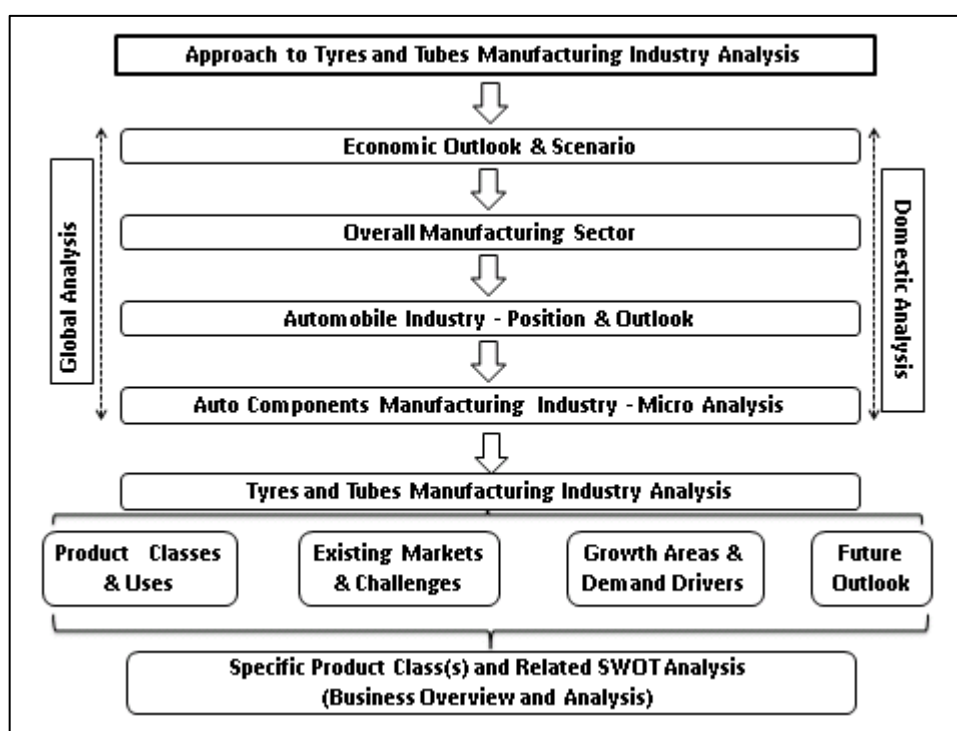 Approach to Tyres and Tubes Manufacturing Industry Analysis
Economic Outlook & Scenario
Global Analysis
Domestic Analysis
Overall Manufacturing Sector
Automobile Industry - Position & Outlook
Auto Components Manufacturing Industry - Micro Analysis
Tyres and Tubes Manufacturing Industry Analysis
Product Classes
& Uses
Existing Markets
& Challenges
Growth Areas &
Demand Drivers
Future
Outlook
Specific Product Class(s) and Related SWOT Analysis
(Business Overview and Analysis)